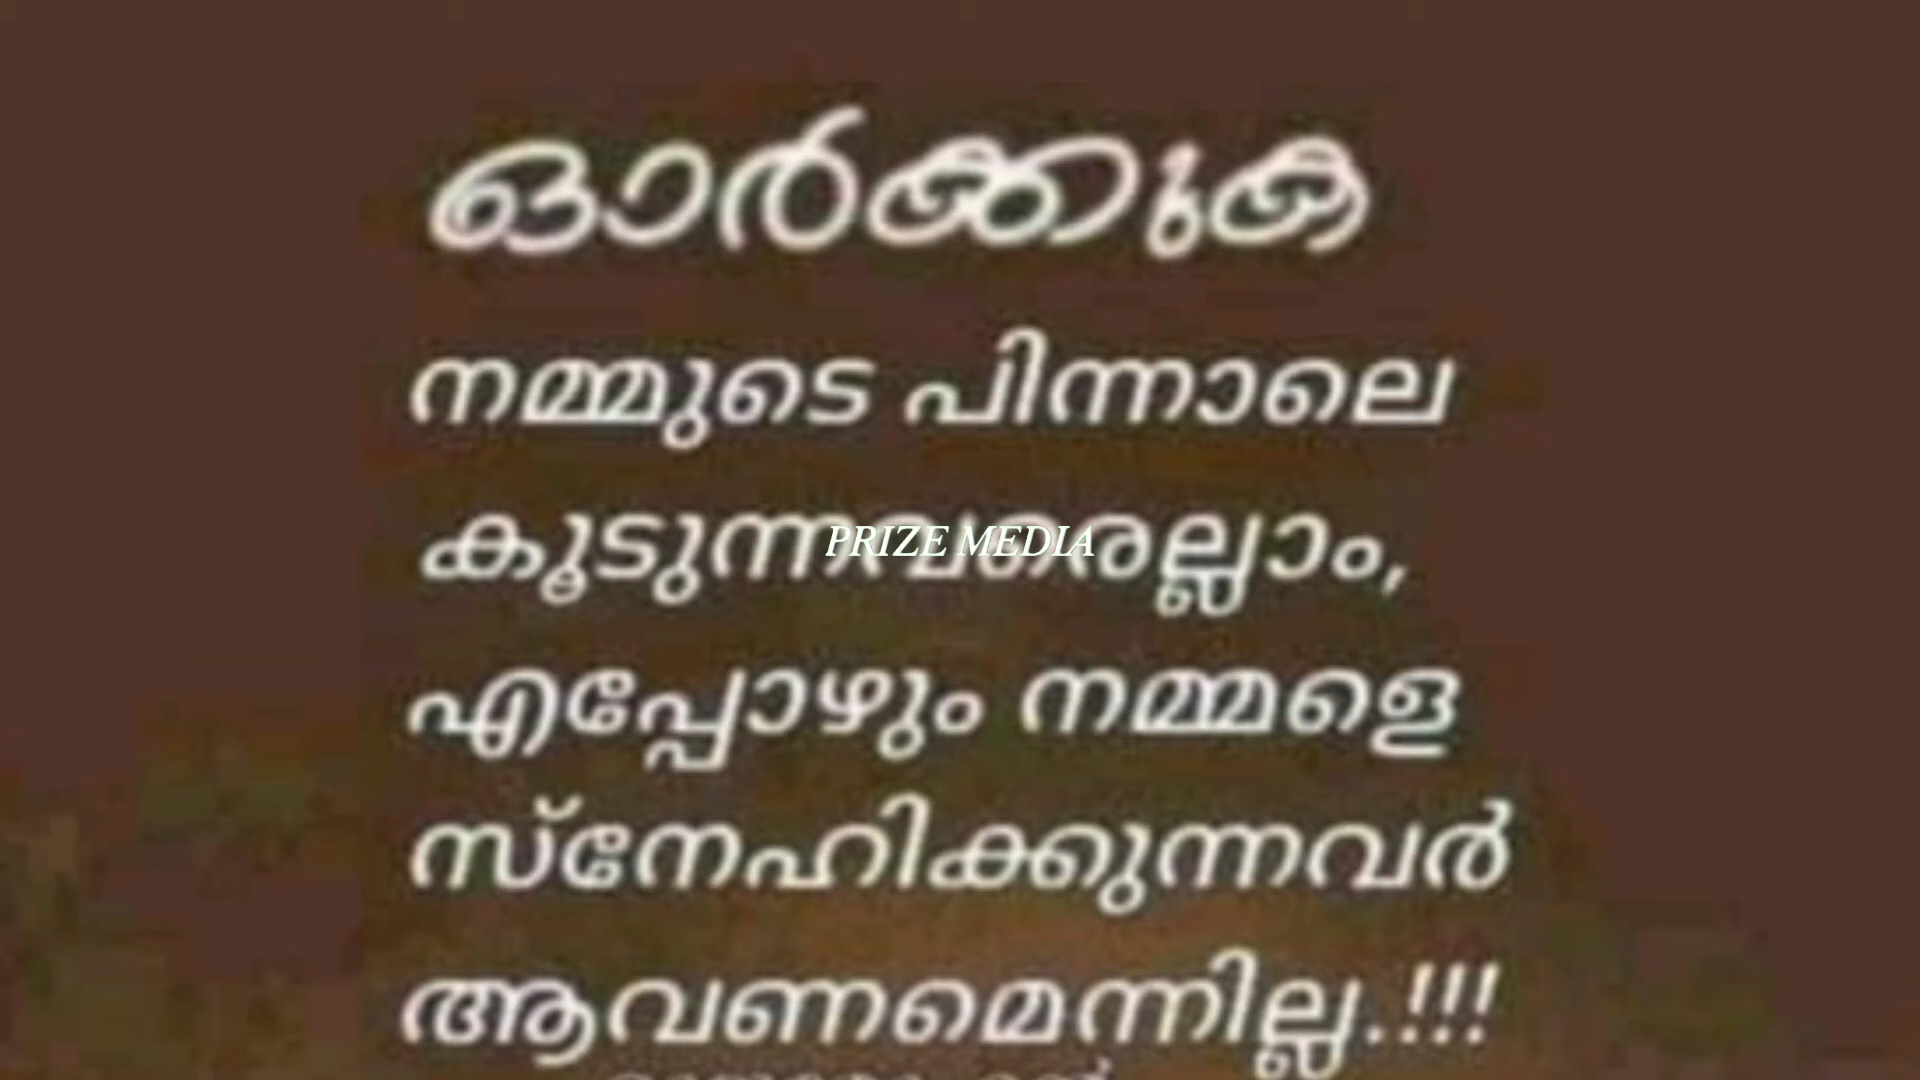 ഓർക്കുക
നമ്മുടെ പിന്നാലെ
കൂടുന്നവരെല്ലാം,
PRIZE MEDIA
എപ്പോഴും നമ്മളെ
സ്നേഹിക്കുന്നവർ
ആവണമെന്നില്ല.!!!